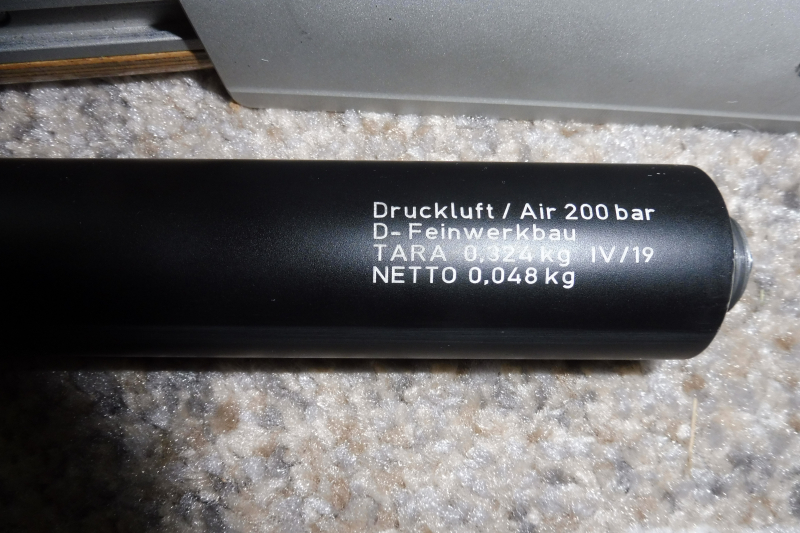 Druckluft / Air 200 bar
D- Feinwerkbau
TARA 0,324 kg IV/19
NETTO 0,048 kg